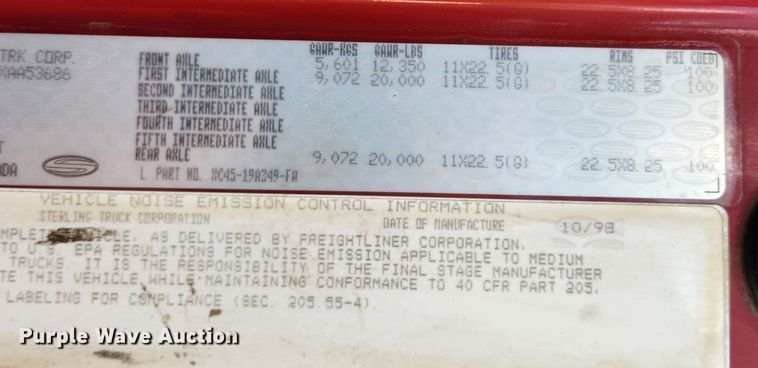 GAWR-KGS GAWR-LBS TIRES RIMS PSI COLD
TRK CORP. FRONT AXLE 5,601 12,350 11X22.5(G) 22.5X8.25 100
XAA53686 FIRST INTERMEDIATE AXLE 9,072 20,000 11X22.5(G) 22.5X8.25 100
SECOND INTERMEDIATE AXLE
THIRD INTERMEDIATE AXLE
FOURTH INTERMEDIATE AXLE
FIFTH INTERMEDIATE AXLE
DA REAR AXLE 9,072 20,000 11X22.5(G) 22.5X8.25 100
L PART NO. XC45-19A349-FA
VEHICLE NOISE EMISSION CONTROL INFORMATION
STERLING TRUCK CORPORATION DATE OF MANUFACTURE 10/98
AS DELIVERED BY FREIGHTLINER CORPORATION,
TO U.S. EPA REGULATIONS FOR NOISE EMISSION APPLICABLE TO MEDIUM
TRUCKS. IT IS THE RESPONSIBILITY OF THE FINAL STAGE MANUFACTURER
TE THIS VEHICLE WHILE MAINTAINING CONFORMANCE TO 40 CFR PART 205.
LABELING FOR COMPLIANCE (SEC. 205.55-4).
Purple Wave Auction